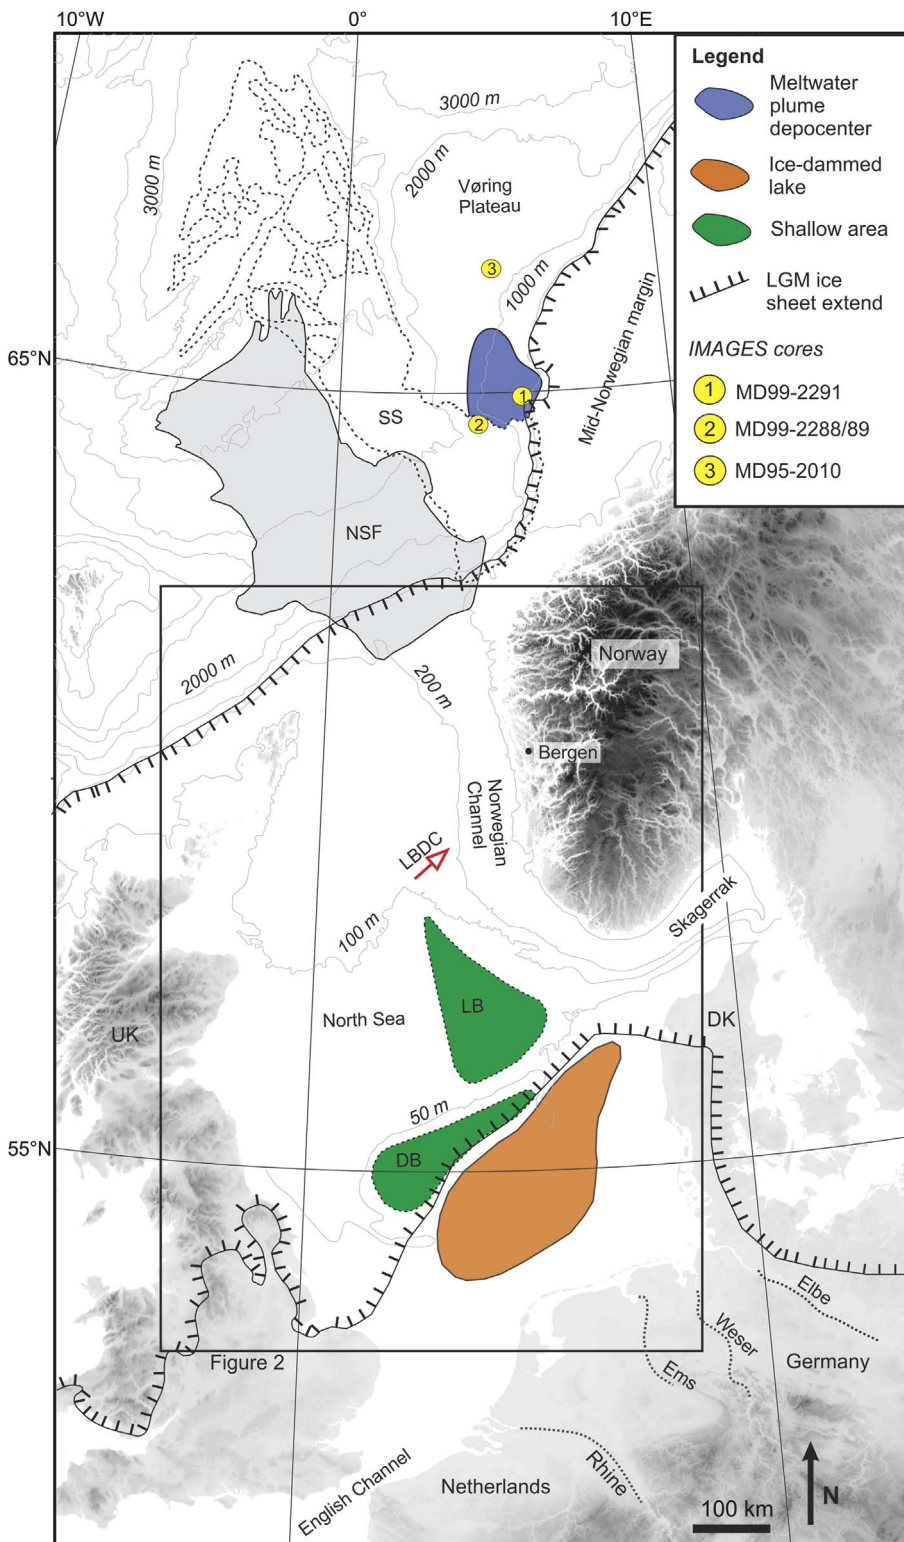 10°W
0°
10°E
Legend
Meltwater
plume
depocenter
Ice-dammed
lake
Shallow area
LGM ice
sheet extend
IMAGES cores
1 MD99-2291
2 MD99-2288/89
3 MD95-2010
3000 m
3000 m
2000 m
Vøring
Plateau
3
1000 m
Mid-Norwegian margin
65°N
1
2
SS
NSF
Norway
2000 m
200 m
Bergen
Norwegian
Channel
LBDC
Skagerrak
100 m
LB
North Sea
DK
UK
50 m
55°N
DB
Elbe
Weser
Figure 2
Ems
Germany
Rhine
Netherlands
English Channel
N
100 km